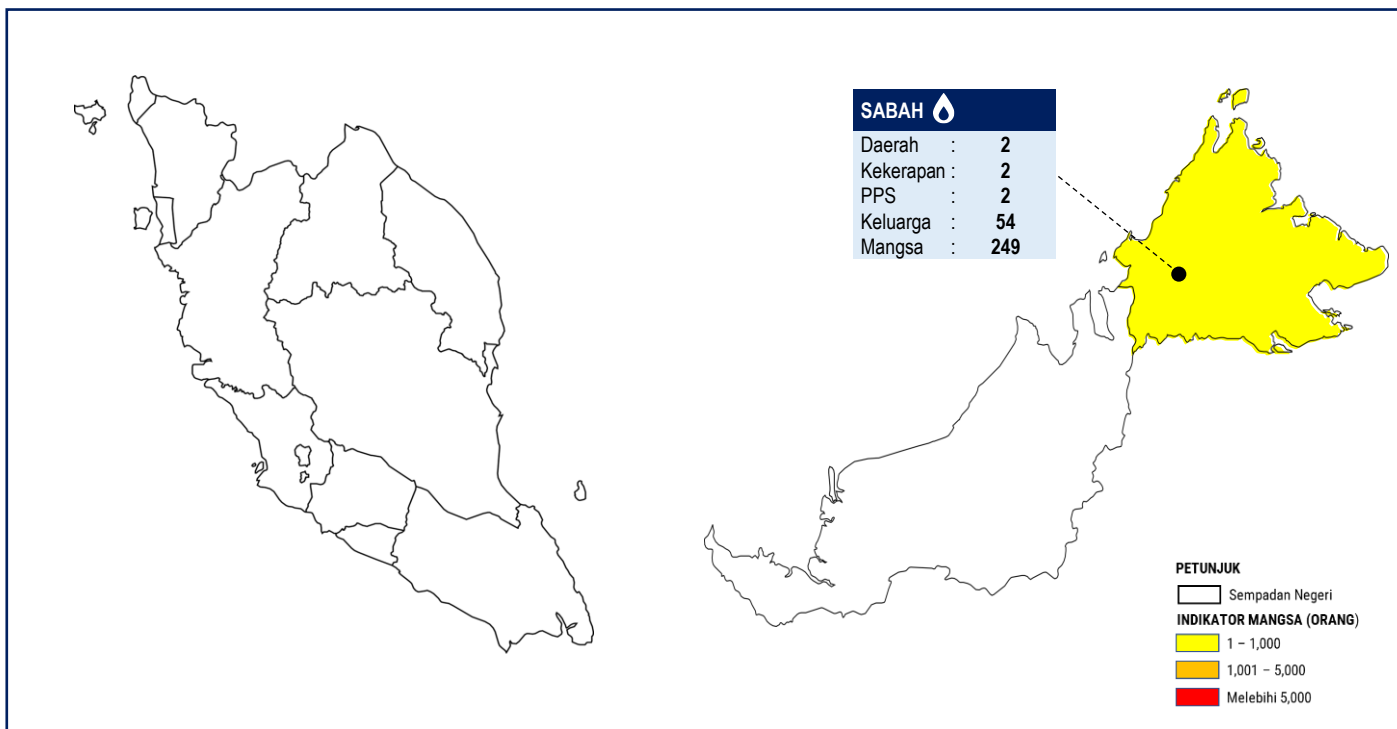 SABAH
Daerah : 2
Kekerapan : 2
PPS : 2
Keluarga : 54
Mangsa : 249
PETUNJUK
Sempadan Negeri
INDIKATOR MANGSA (ORANG)
1 – 1,000
1,001 – 5,000
Melebihi 5,000